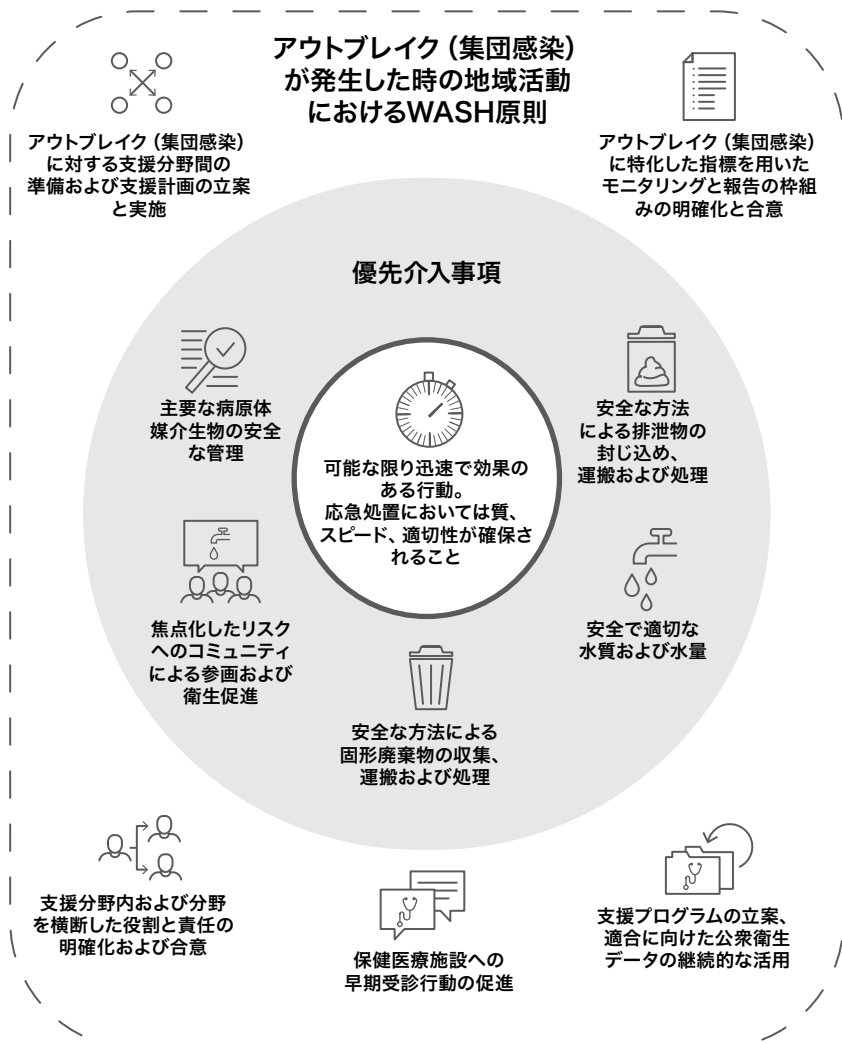 アウトブレイク（集団感染）
が発生した時の地域活動
におけるWASH原則
アウトブレイク（集団感染）
に対する支援分野間の
準備および支援計画の立案
と実施
アウトブレイク（集団感染）
に特化した指標を用いた
モニタリングと報告の枠組
みの明確化と合意
優先介入事項
主要な病原体
媒介生物の安全
な管理
可能な限り迅速で効果の
ある行動。
応急処置においては質、
スピード、適切性が確保さ
れること
安全な方法
による排泄物の
封じ込め、
運搬および処理
焦点化したリスク
へのコミュニティ
による参画および
衛生促進
安全で適切な
水質および水量
安全な方法による
固形廃棄物の収集、
運搬および処理
支援分野内および分野
を横断した役割と責任の
明確化および合意
保健医療施設への
早期受診行動の促進
支援プログラムの立案、
適合に向けた公衆衛生
データの継続的な活用